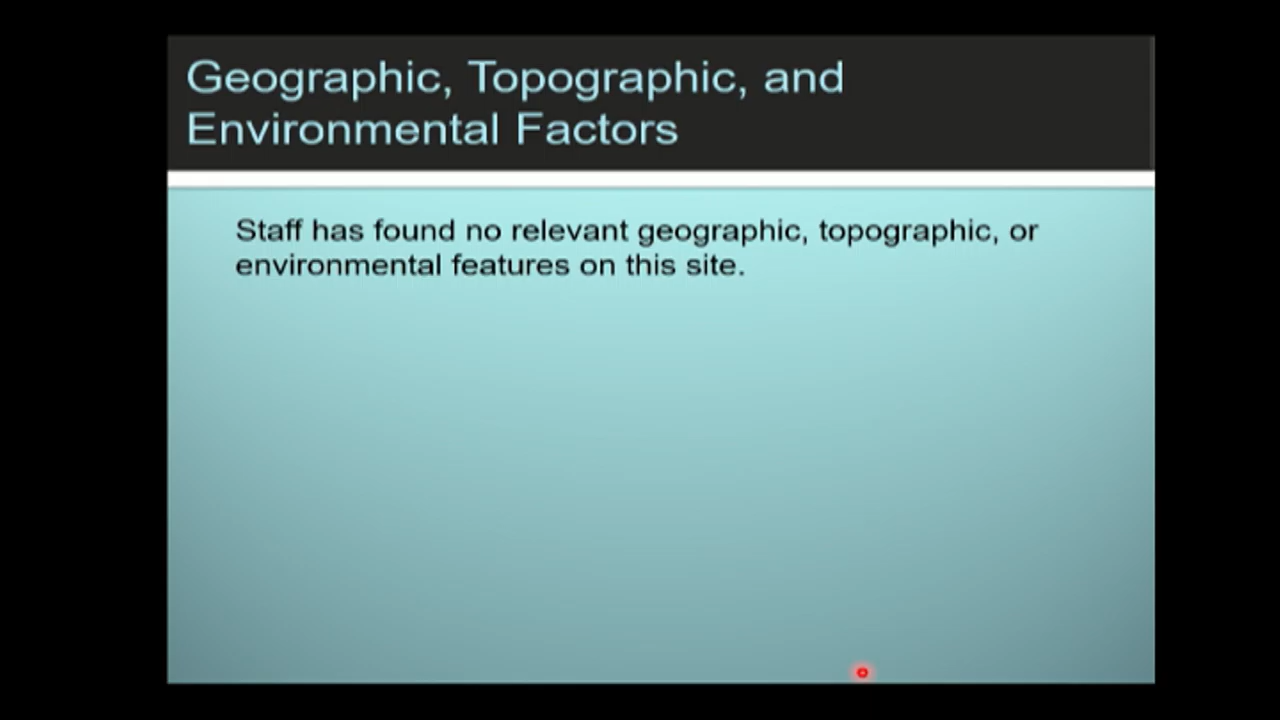 Geographic, Topographic, and
Environmental Factors
Staff has found no relevant geographic, topographic, or
environmental features on this site.